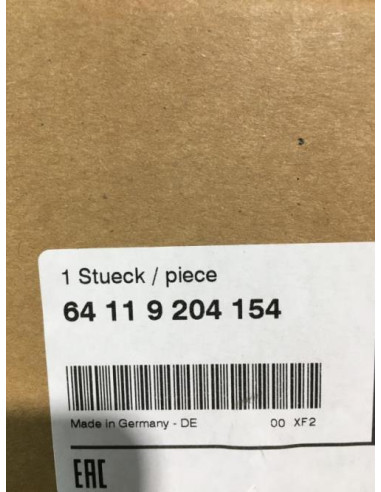 1 Stueck / piece
64 11 9 204 154
Made in Germany - DE 00 XF2
EAC